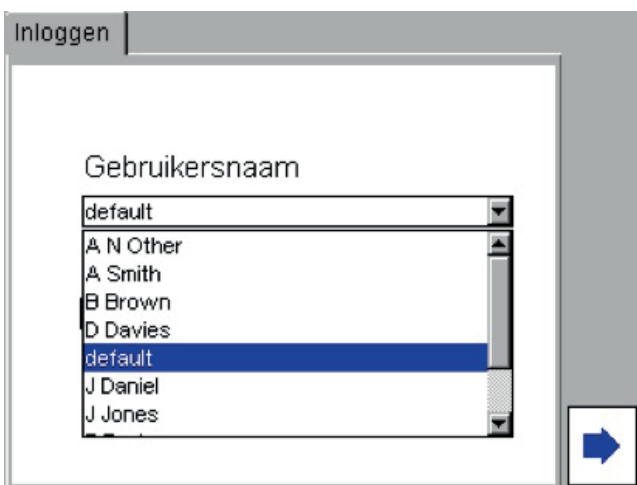 Inloggen
Gebruikersnaam
default
A N Other
A Smith
B Brown
D Davies
default
J Daniel
J Jones